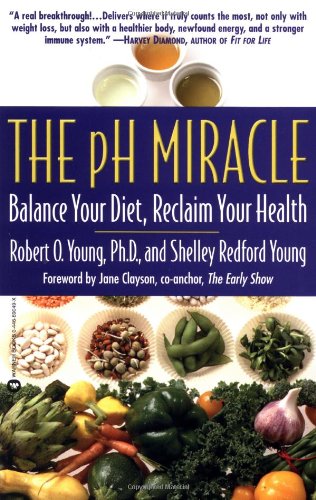 "A real breakthrough!...Delivers where it truly counts the most, not only with
weight loss, but also with a healthier body, newfound energy, and a stronger
immune system." —HARVEY DIAMOND, AUTHOR OF FIT FOR LIFE
THE pH MIRACLE
Balance Your Diet, Reclaim Your Health
Robert O. Young, Ph.D., and Shelley Redford Young
Foreword by Jane Clayson, co-anchor, The Early Show